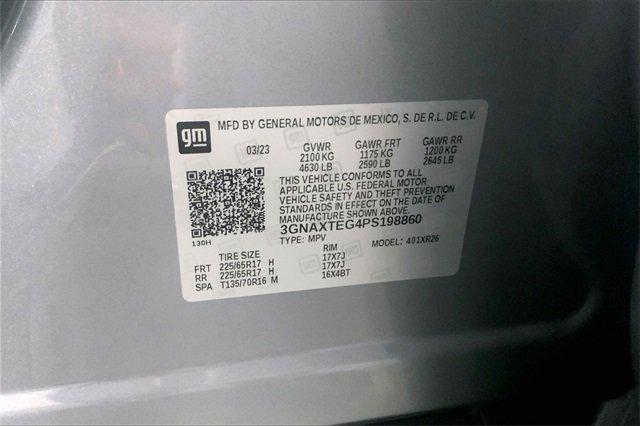 gm
MFD BY GENERAL MOTORS DE MEXICO, S. DE R.L. DE C.V.
03/23 GVWR GAWR FRT GAWR RR
2100 KG 1175 KG 1200 KG
4630 LB 2590 LB 2645 LB
THIS VEHICLE CONFORMS TO ALL
APPLICABLE U.S. FEDERAL MOTOR
VEHICLE SAFETY AND THEFT PREVENTION
STANDARDS IN EFFECT ON THE DATE OF
MANUFACTURE SHOWN ABOVE.
3GNAXTEG4PS198860
130H
TYPE: MPV MODEL: 401XR26
TIRE SIZE RIM
FRT 225/65R17 H 17X7J
RR 225/65R17 H 17X7J
SPA T135/70R16 M 16X4BT